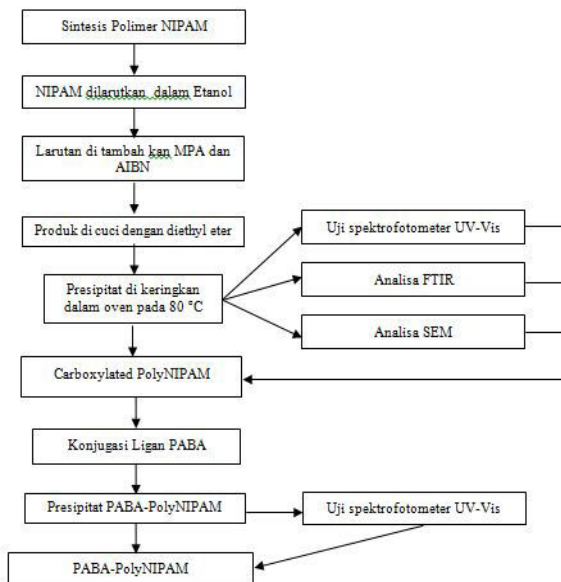 Sintesis Polimer NIPAM
NIPAM dilarutkan dalam Etanol
Larutan di tambah kan MPA dan
AIBN
Produk di cuci dengan diethyl eter
Presipitat di keringkan
dalam oven pada 80 °C
Uji spektrofotometer UV-Vis
Analisa FTIR
Analisa SEM
Carboxylated PolyNIPAM
Konjugasi Ligan PABA
Presipitat PABA-PolyNIPAM
Uji spektrofotometer UV-Vis
PABA-PolyNIPAM